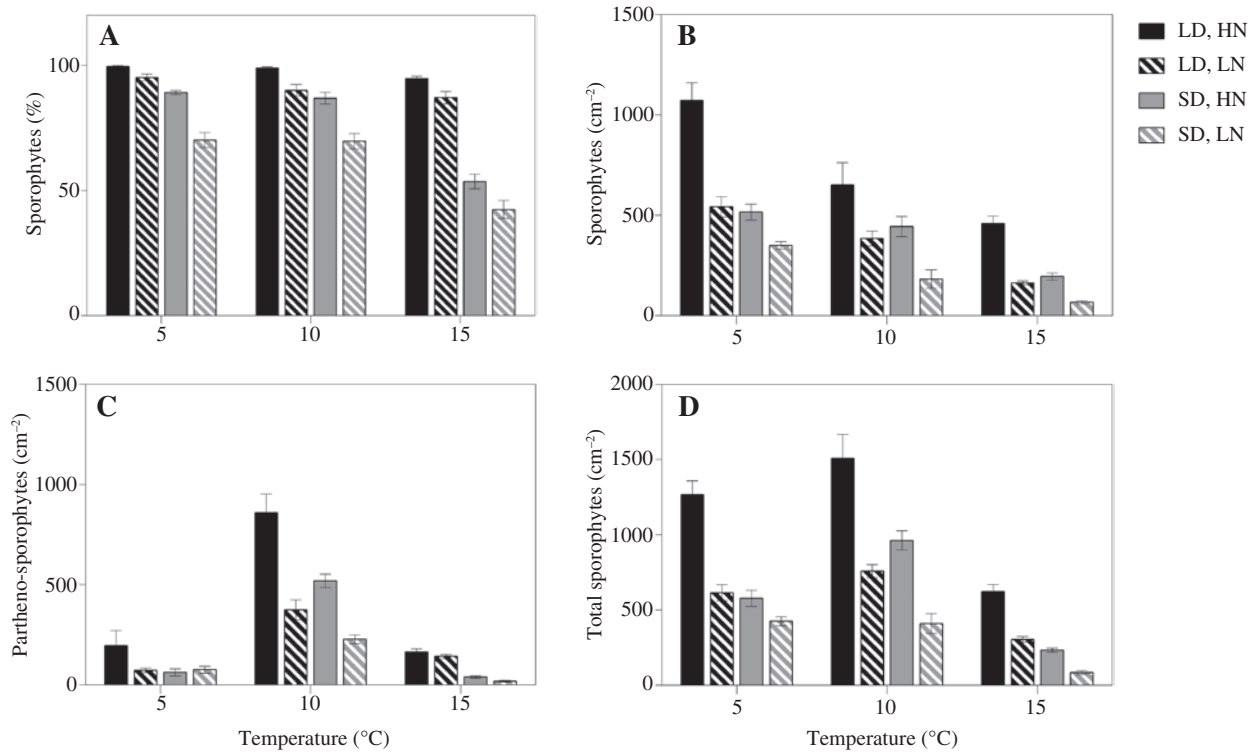 A
Sporophytes (%)
100
50
0
5
10
15
B
Sporophytes (cm⁻²)
1500
1000
500
0
5
10
15
LD, HN
LD, LN
SD, HN
SD, LN
C
Partheno-sporophytes (cm⁻²)
1500
1000
500
0
5
10
15
Temperature (°C)
D
Total sporophytes (cm⁻²)
2000
1500
1000
500
0
5
10
15
Temperature (°C)